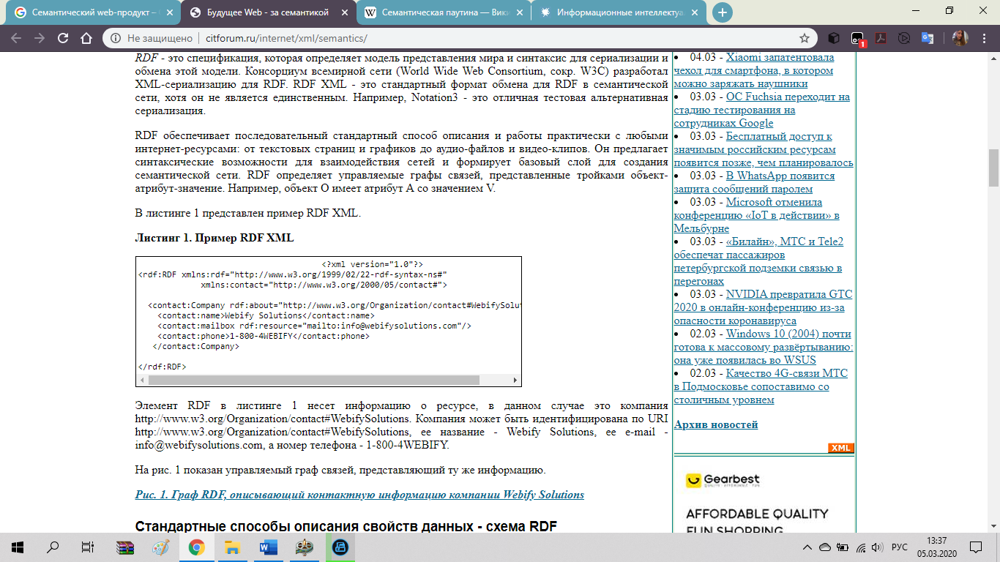 Семантический web-продукт –
Будущее Web - за семантикой
Семантическая паутина — Вики
Информационные интеллектуа
Не защищено
citforum.ru/internet/xml/semantics/
1
RDF - это спецификация, которая определяет модель представления мира и синтаксис для сериализации и
обмена этой модели. Консорциум всемирной сети (World Wide Web Consortium, сокр. W3C) разработал
XML-сериализацию для RDF. RDF XML - это стандартный формат обмена для RDF в семантической
сети, хотя он не является единственным. Например, Notation3 - это отличная тестовая альтернативная
сериализация.
RDF обеспечивает последовательный стандартный способ описания и работы практически с любыми
интернет-ресурсами: от текстовых страниц и графиков до аудио-файлов и видео-клипов. Он предлагает
синтаксические возможности для взаимодействия сетей и формирует базовый слой для создания
семантической сети. RDF определяет управляемые графы связей, представленные тройками объект-
атрибут-значение. Например, объект O имеет атрибут A со значением V.
В листинге 1 представлен пример RDF XML.
Листинг 1. Пример RDF XML
<?xml version="1.0"?>
<rdf:RDF xmlns:rdf="http://www.w3.org/1999/02/22-rdf-syntax-ns#"
xmlns:contact="http://www.w3.org/2000/05/contact#">
<contact:Company rdf:about="http://www.w3.org/Organization/contact#WebifySolut
<contact:name>Webify Solutions</contact:name>
<contact:mailbox rdf:resource="mailto:info@webifysolutions.com"/>
<contact:phone>1-800-4WEBIFY</contact:phone>
</contact:Company>
</rdf:RDF>
Элемент RDF в листинге 1 несет информацию о ресурсе, в данном случае это компания
http://www.w3.org/Organization/contact#WebifySolutions. Компания может быть идентифицирована по URI
http://www.w3.org/Organization/contact#WebifySolutions, ее название - Webify Solutions, ее e-mail -
info@webifysolutions.com, а номер телефона - 1-800-4WEBIFY.
На рис. 1 показан управляемый граф связей, представляющий ту же информацию.
Рис. 1. Граф RDF, описывающий контактную информацию компании Webify Solutions
Стандартные способы описания свойств данных - схема RDF
• 04.03 - Xiaomi запатентовала
чехол для смартфона, в котором
можно заряжать наушники
• 03.03 - ОС Fuchsia переходит на
стадию тестирования на
сотрудниках Google
• 03.03 - Бесплатный доступ к
значимым российским ресурсам
появится позже, чем планировалось
• 03.03 - В WhatsApp появится
защита сообщений паролем
• 03.03 - Microsoft отменила
конференцию «IoT в действии» в
Мельбурне
• 03.03 - «Билайн», МТС и Tele2
обеспечат пассажиров
петербургской подземки связью в
перегонах
• 03.03 - NVIDIA превратила GTC
2020 в онлайн-конференцию из-за
опасности коронавируса
• 02.03 - Windows 10 (2004) почти
готова к массовому развёртыванию:
она уже появилась во WSUS
• 02.03 - Качество 4G-связи МТС
в Подмосковье сопоставимо со
столичным уровнем
Архив новостей
XML
Gearbest
AFFORDABLE QUALITY
FUN SHOPPING
РУС
13:37
05.03.2020